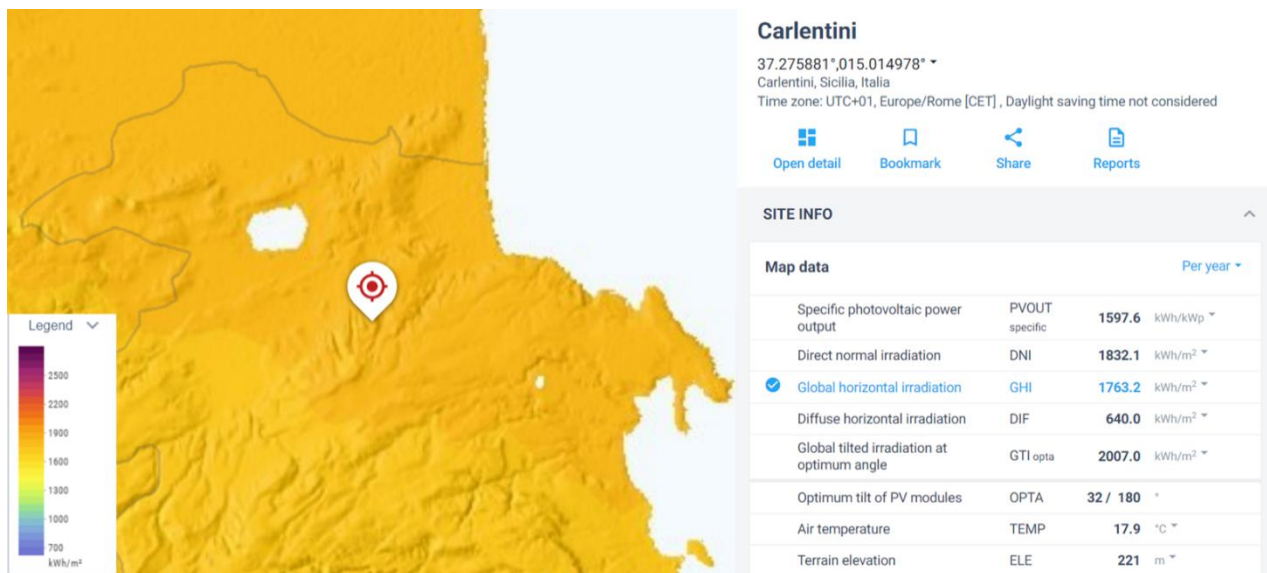 Carlentini
37.275881°,015.014978°
Carlentini, Sicilia, Italia
Time zone: UTC+01, Europe/Rome [CET] , Daylight saving time not considered
Open detail
Bookmark
Share
Reports
SITE INFO
Map data
Per year
Specific photovoltaic power
output
PVOUT
specific
1597.6
kWh/kWp
Direct normal irradiation
DNI
1832.1
kWh/m²
Global horizontal irradiation
GHI
1763.2
kWh/m²
Diffuse horizontal irradiation
DIF
640.0
kWh/m²
Global tilted irradiation at
optimum angle
GTI opta
2007.0
kWh/m²
Optimum tilt of PV modules
OPTA
32 / 180
°
Air temperature
TEMP
17.9
°C
Terrain elevation
ELE
221
m
Legend
2500
2200
1900
1600
1300
1000
700
kWh/m²